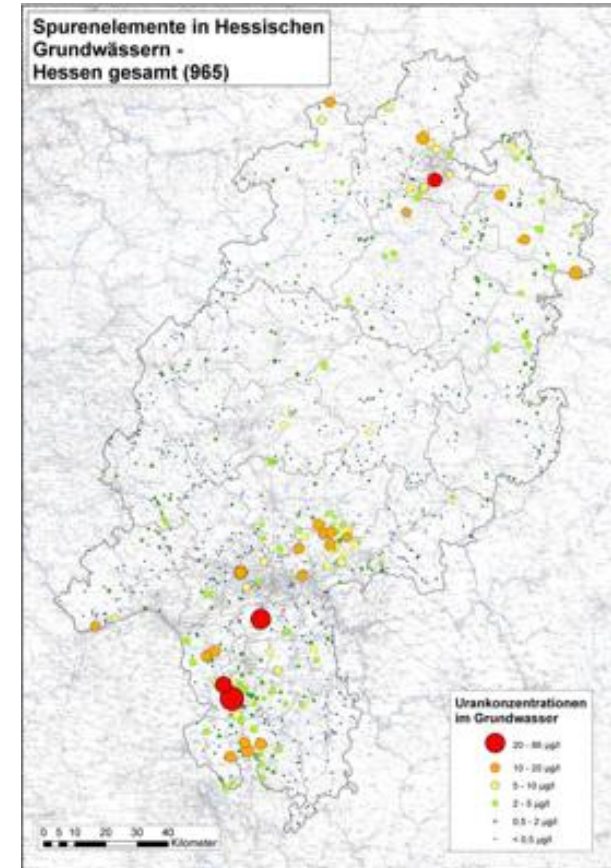 Spurenelemente in Hessischen
Grundwässern -
Hessen gesamt (965)
Urankonzentrationen
im Grundwasser
20 - 86 µg/l
10 - 20 µg/l
5 - 10 µg/l
2 - 5 µg/l
0,5 - 2 µg/l
< 0,5 µg/l
0 5 10 20 30 40
Kilometer